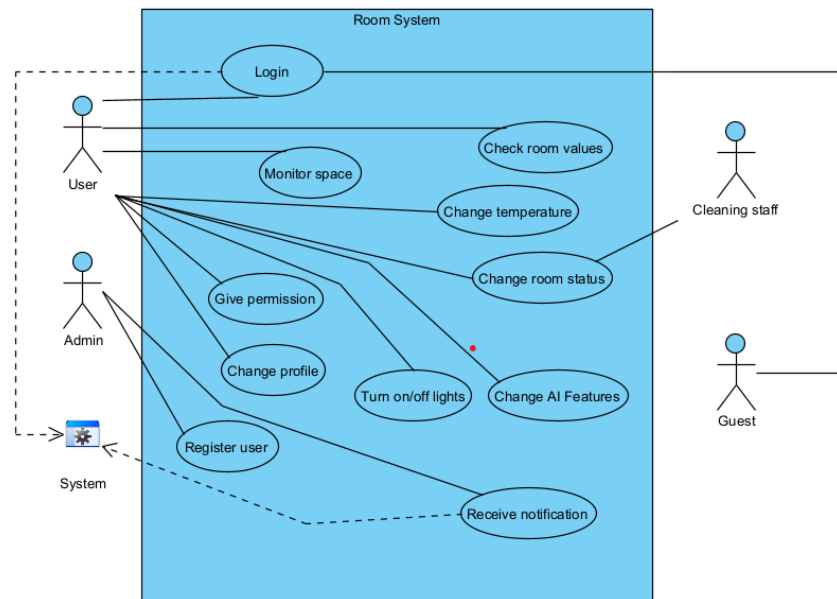 Room System
Login
User
Check room values
Monitor space
Cleaning staff
Change temperature
Change room status
Give permission
Admin
Change profile
Turn on/off lights
Change AI Features
Guest
Register user
System
Receive notification